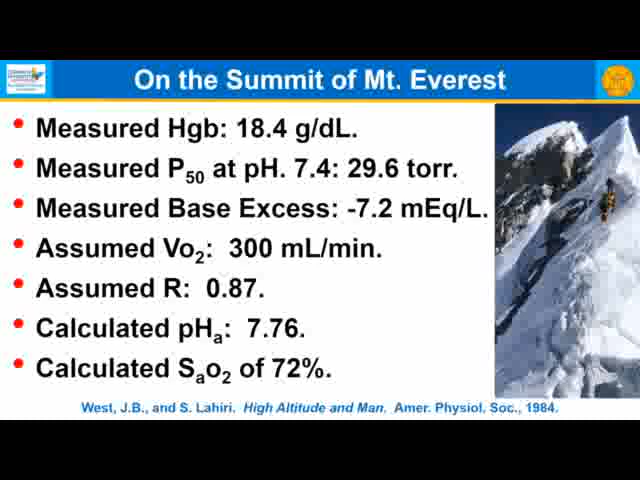 On the Summit of Mt. Everest
• Measured Hgb: 18.4 g/dL.
• Measured P50 at pH. 7.4: 29.6 torr.
• Measured Base Excess: -7.2 mEq/L.
• Assumed Vo2: 300 mL/min.
• Assumed R: 0.87.
• Calculated pHa: 7.76.
• Calculated Sao2 of 72%.
West, J.B., and S. Lahiri. High Altitude and Man. Amer. Physiol. Soc., 1984.